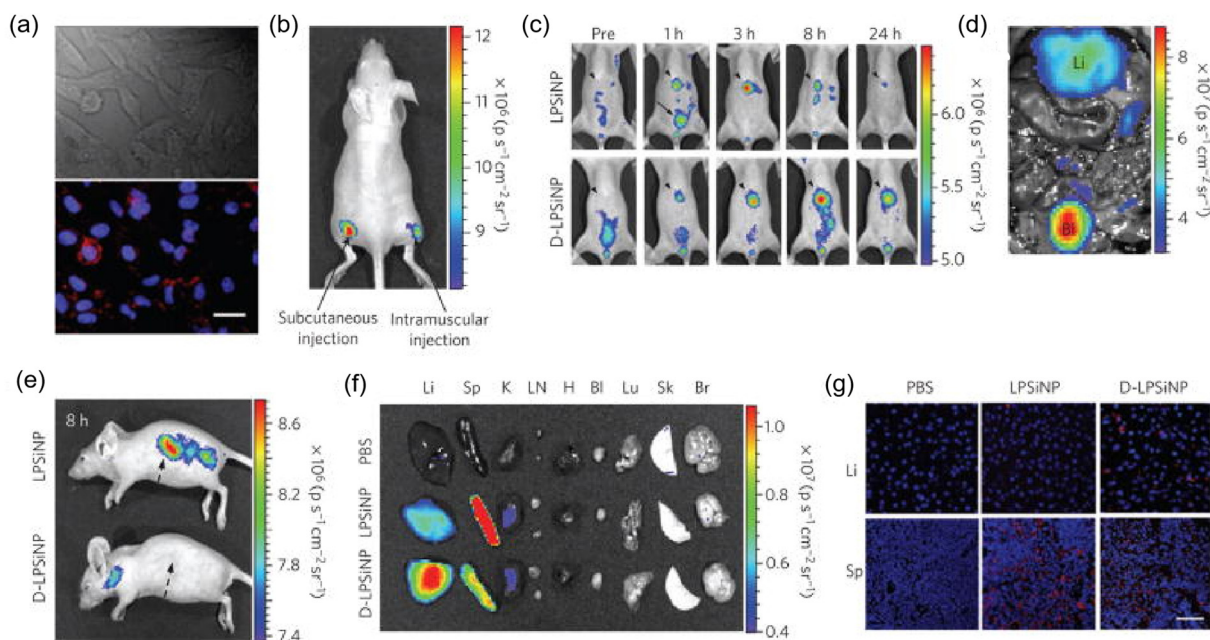 (a)
(b)
12
11
10
9
× 10⁶ (p s⁻¹ cm⁻² sr⁻¹)
Subcutaneous
injection
Intramuscular
injection
(c)
Pre 1 h 3 h 8 h 24 h
LPSiNP
D-LPSiNP
6.0
5.8
5.4
5.0
× 10⁶ (p s⁻¹ cm⁻² sr⁻¹)
(d)
Li
Bl
8
6
4
× 10⁷ (p s⁻¹ cm⁻² sr⁻¹)
(e)
8 h
LPSiNP
D-LPSiNP
8.6
8.2
7.8
7.4
× 10⁶ (p s⁻¹ cm⁻² sr⁻¹)
(f)
Li Sp K LN H Bl Lu Sk Br
PBS
LPSiNP
D-LPSiNP
1.0
0.8
0.6
0.4
× 10⁷ (p s⁻¹ cm⁻² sr⁻¹)
(g)
PBS LPSiNP D-LPSiNP
Li
Sp